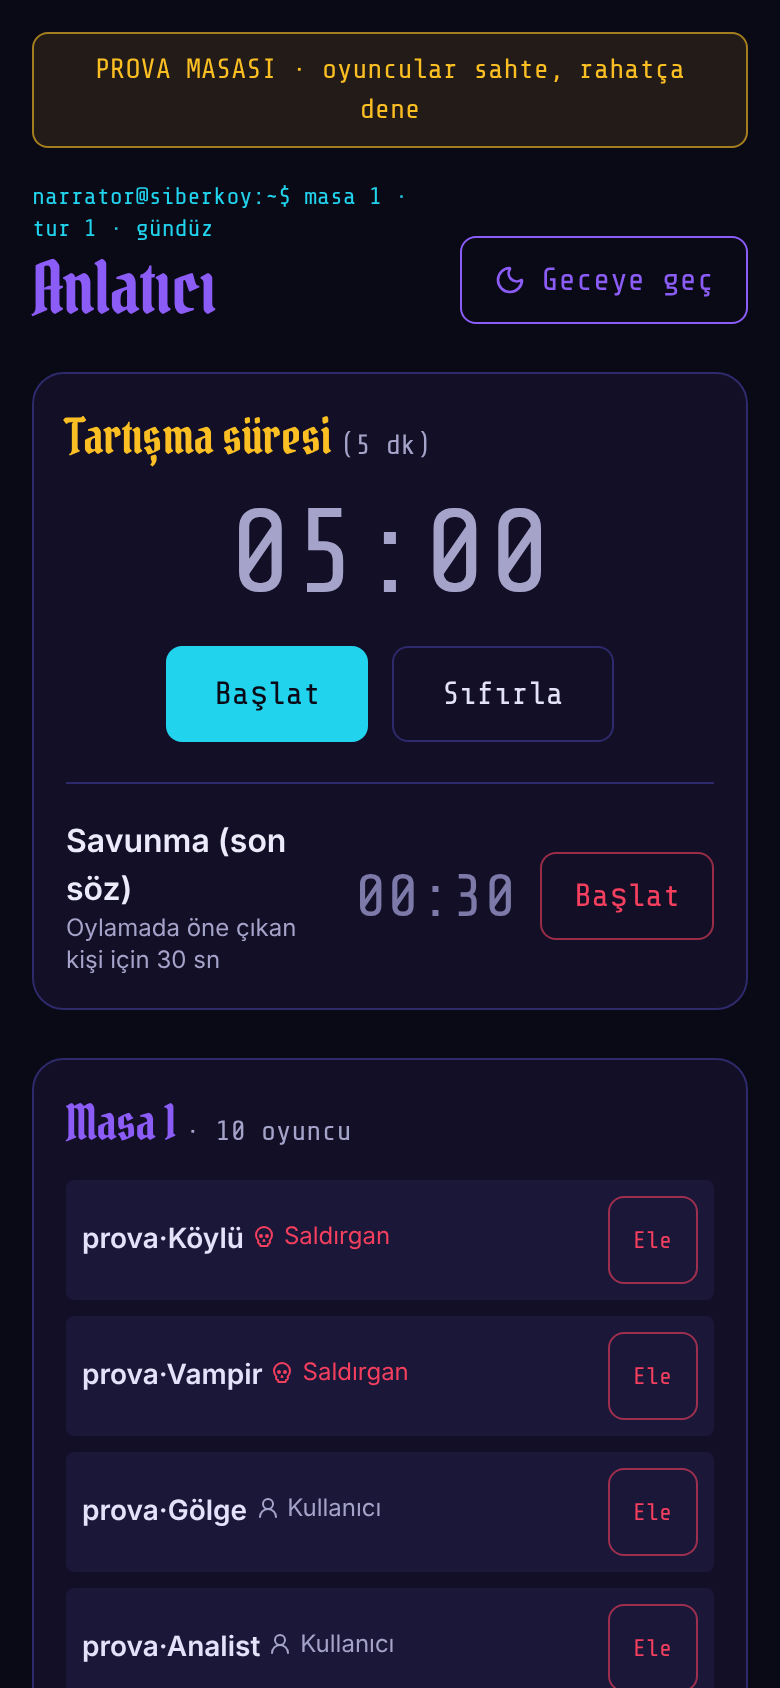 PROVA MASASI · oyuncular sahte, rahatça
dene
narrator@siberkoy:~$ masa 1 ·
tur 1 · gündüz
Anlatıcı
Geceye geç
Tartışma süresi (5 dk)
05:00
Başlat
Sıfırla
Savunma (son
söz)
Oylamada öne çıkan
kişi için 30 sn
00:30
Başlat
Masa 1 · 10 oyuncu
prova·Köylü Saldırgan
Ele
prova·Vampir Saldırgan
Ele
prova·Gölge Kullanıcı
Ele
prova·Analist Kullanıcı
Ele